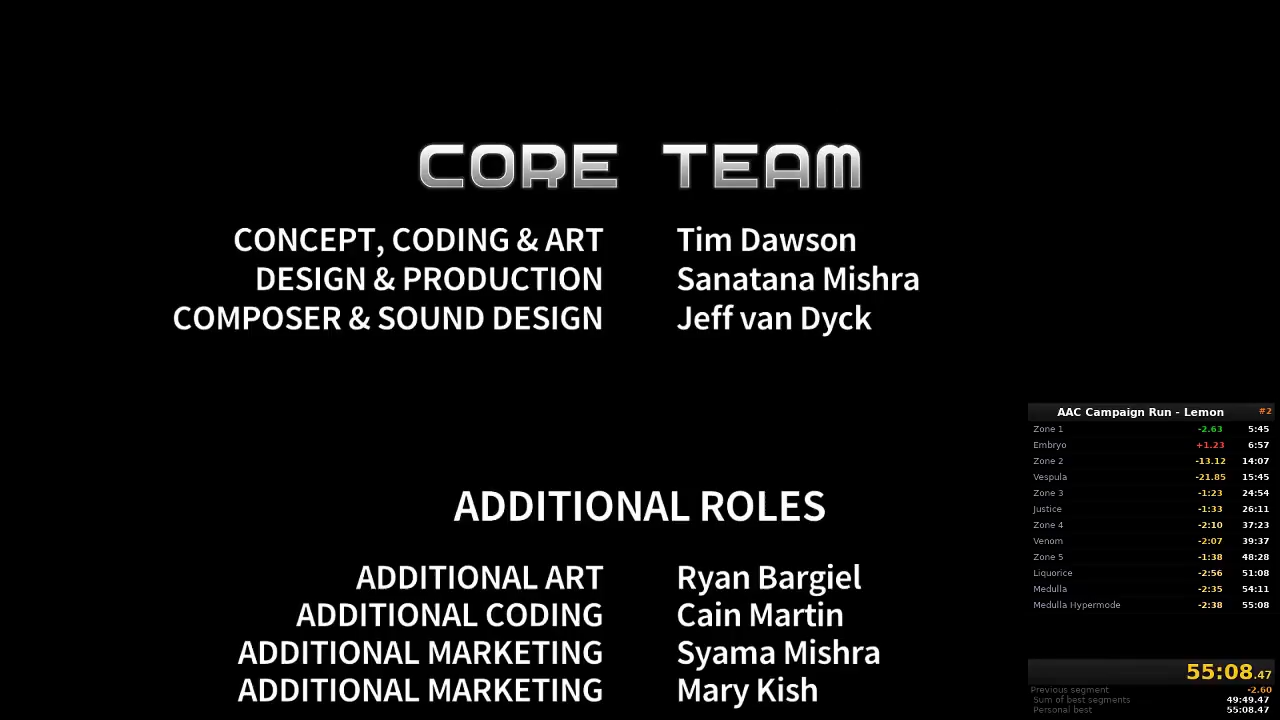 CORE TEAM
CONCEPT, CODING & ART Tim Dawson
DESIGN & PRODUCTION Sanatana Mishra
COMPOSER & SOUND DESIGN Jeff van Dyck
ADDITIONAL ROLES
ADDITIONAL ART Ryan Bargiel
ADDITIONAL CODING Cain Martin
ADDITIONAL MARKETING Syama Mishra
ADDITIONAL MARKETING Mary Kish
AAC Campaign Run - Lemon #2
Zone 1 -2.63 5:45
Embryo +1.23 6:57
Zone 2 -13.12 14:07
Vespula -21.85 15:45
Zone 3 -1:23 24:54
Justice -1:33 26:11
Zone 4 -2:10 37:23
Venom -2:07 39:37
Zone 5 -1:38 48:28
Liquorice -2:56 51:08
Medulla -2:35 54:11
Medulla Hypermode -2:38 55:08
55:08.47
Previous segment -2.60
Sum of best segments 49:49.47
Personal best 55:08.47